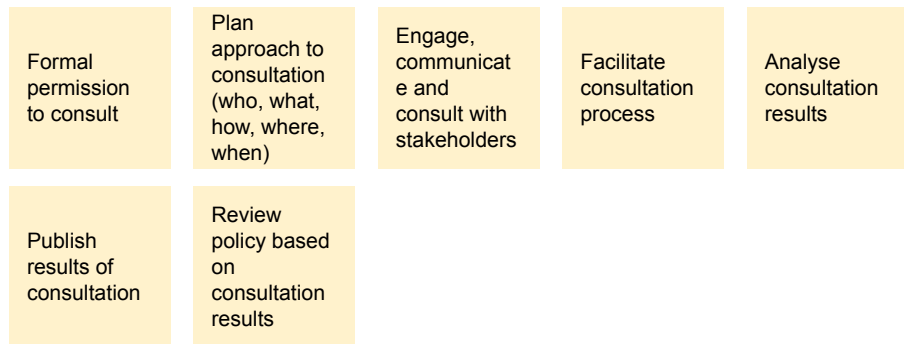 Formal
permission
to consult
Plan
approach to
consultation
(who, what,
how, where,
when)
Engage,
communicat
e and
consult with
stakeholders
Facilitate
consultation
process
Analyse
consultation
results
Publish
results of
consultation
Review
policy based
on
consultation
results